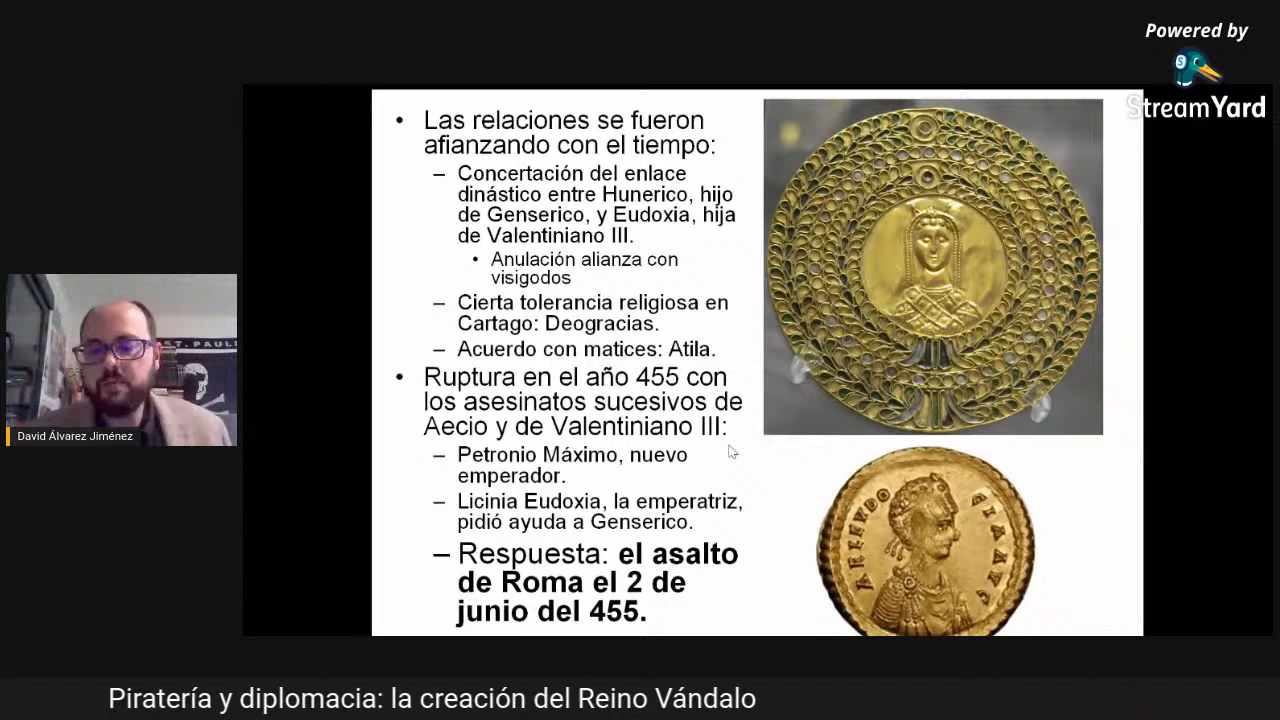 Powered by
StreamYard
• Las relaciones se fueron
afianzando con el tiempo:
– Concertación del enlace
dinástico entre Hunerico, hijo
de Genserico, y Eudoxia, hija
de Valentiniano III.
• Anulación alianza con
visigodos
– Cierta tolerancia religiosa en
Cartago: Deogracias.
– Acuerdo con matices: Atila.
• Ruptura en el año 455 con
los asesinatos sucesivos de
Aecio y de Valentiniano III:
– Petronio Máximo, nuevo
emperador.
– Licinia Eudoxia, la emperatriz,
pidió ayuda a Genserico.
– Respuesta: el asalto
de Roma el 2 de
junio del 455.
AELEVDO CIAAVG
ST. PAULI
David Álvarez Jiménez
Piratería y diplomacia: la creación del Reino Vándalo